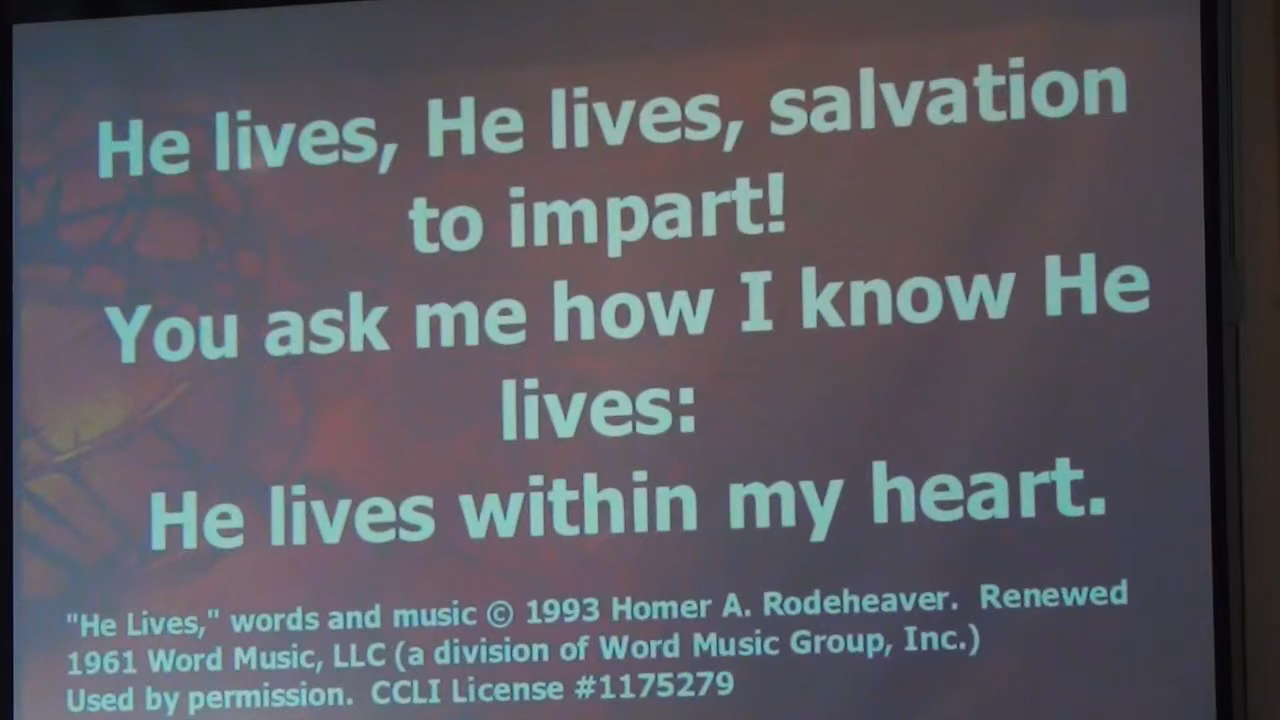 He lives, He lives, salvation
to impart!
You ask me how I know He
lives:
He lives within my heart.
"He Lives," words and music © 1993 Homer A. Rodeheaver. Renewed
1961 Word Music, LLC (a division of Word Music Group, Inc.)
Used by permission. CCLI License #1175279